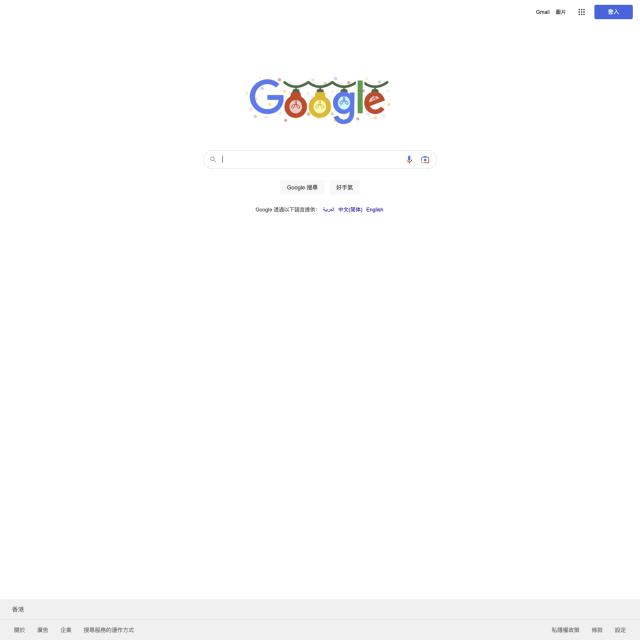 Gmail 圖片 登入
Google
Google 搜尋 好手氣
Google 透過以下語言提供： العربية 中文(简体) English
香港
關於 廣告 企業 搜尋服務的運作方式 私隱權政策 條款 設定